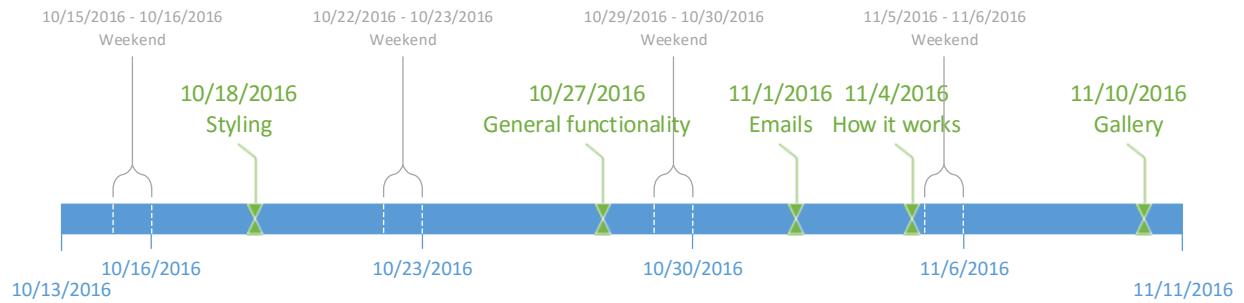 10/15/2016 - 10/16/2016
Weekend
10/22/2016 - 10/23/2016
Weekend
10/29/2016 - 10/30/2016
Weekend
11/5/2016 - 11/6/2016
Weekend
10/18/2016
Styling
10/27/2016
General functionality
11/1/2016
Emails
11/4/2016
How it works
11/10/2016
Gallery
10/13/2016
10/16/2016
10/23/2016
10/30/2016
11/6/2016
11/11/2016